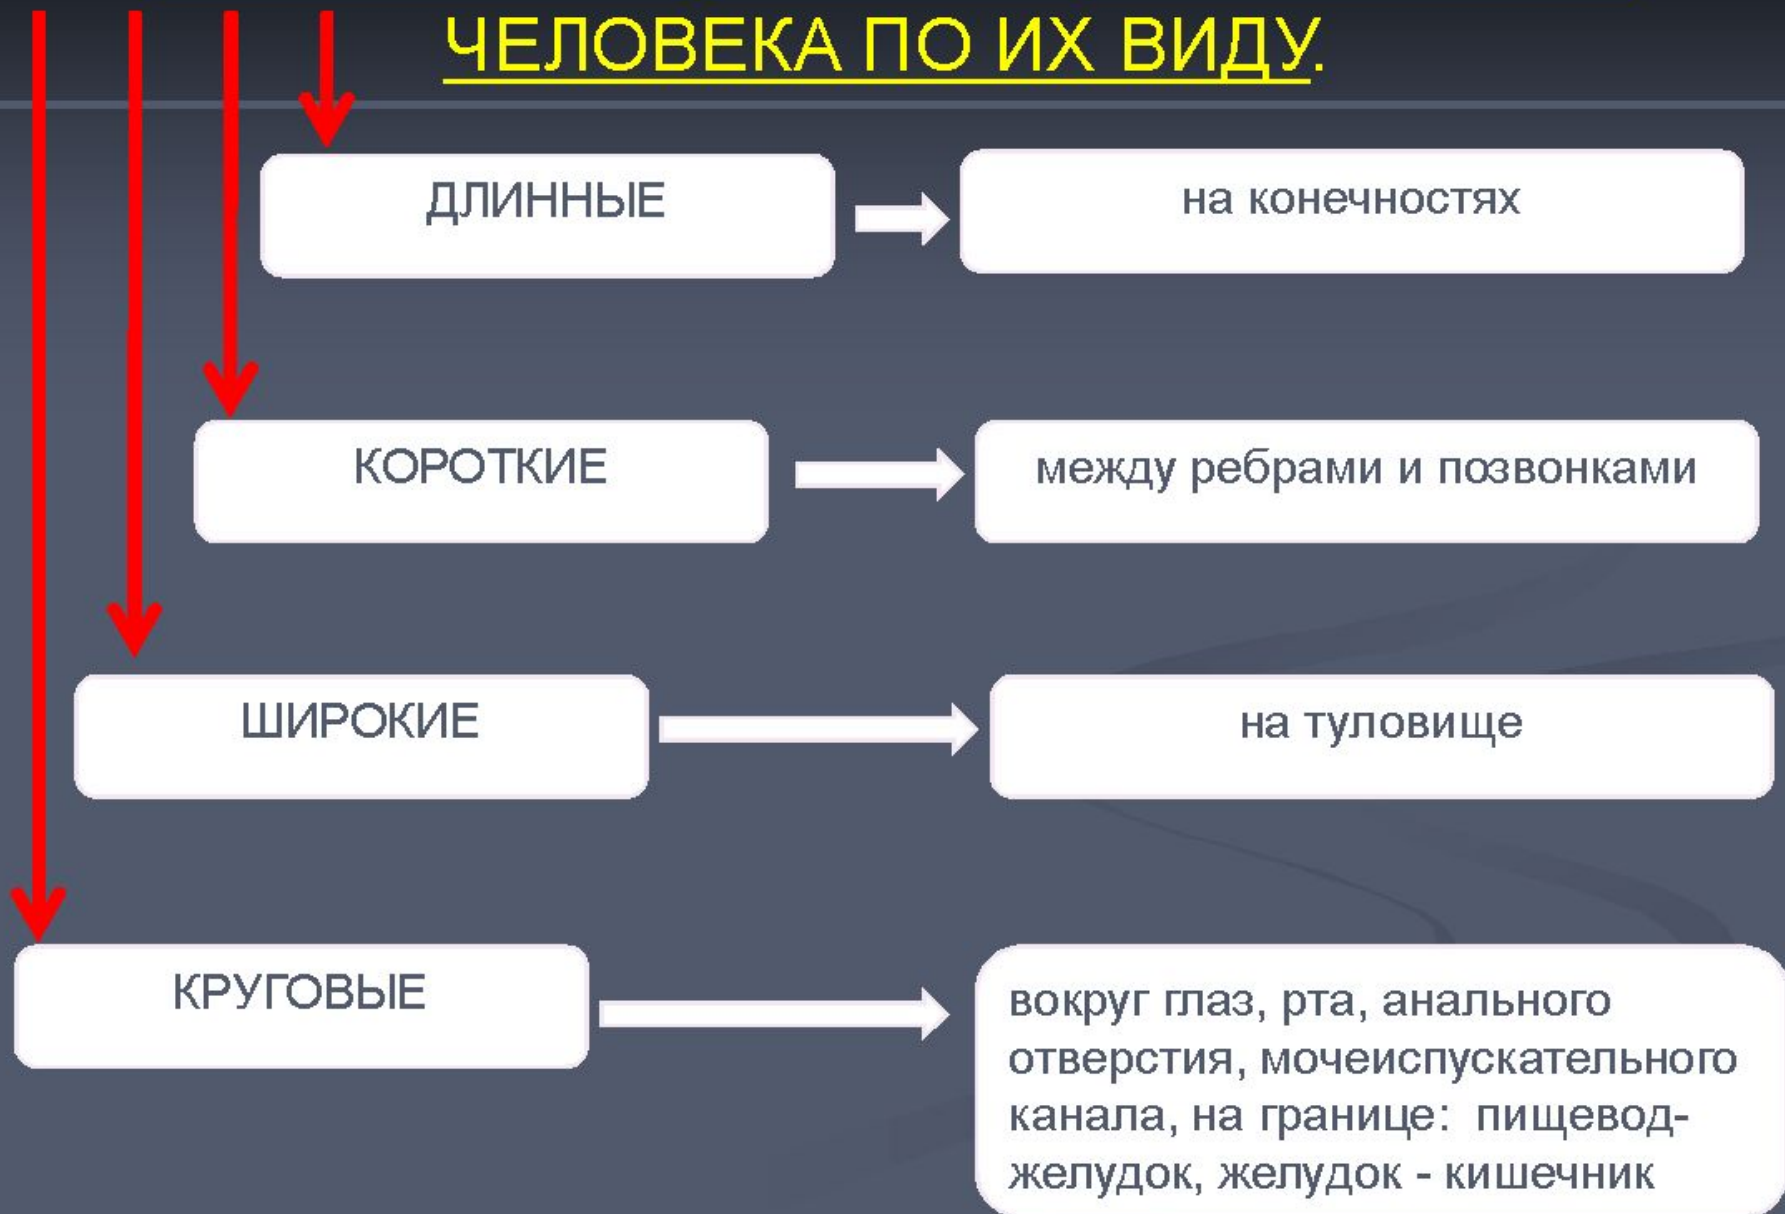 ЧЕЛОВЕКА ПО ИХ ВИДУ.
ДЛИННЫЕ
на конечностях
КОРОТКИЕ
между ребрами и позвонками
ШИРОКИЕ
на туловище
КРУГОВЫЕ
вокруг глаз, рта, анального
отверстия, мочеиспускательного
канала, на границе: пищевод-
желудок, желудок - кишечник